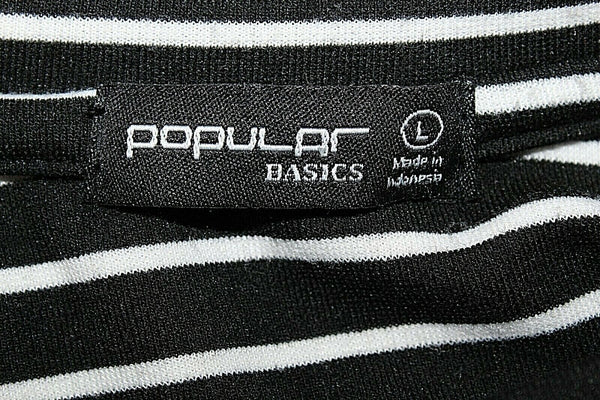 popular
BASICS
L
Made in
Indonesia